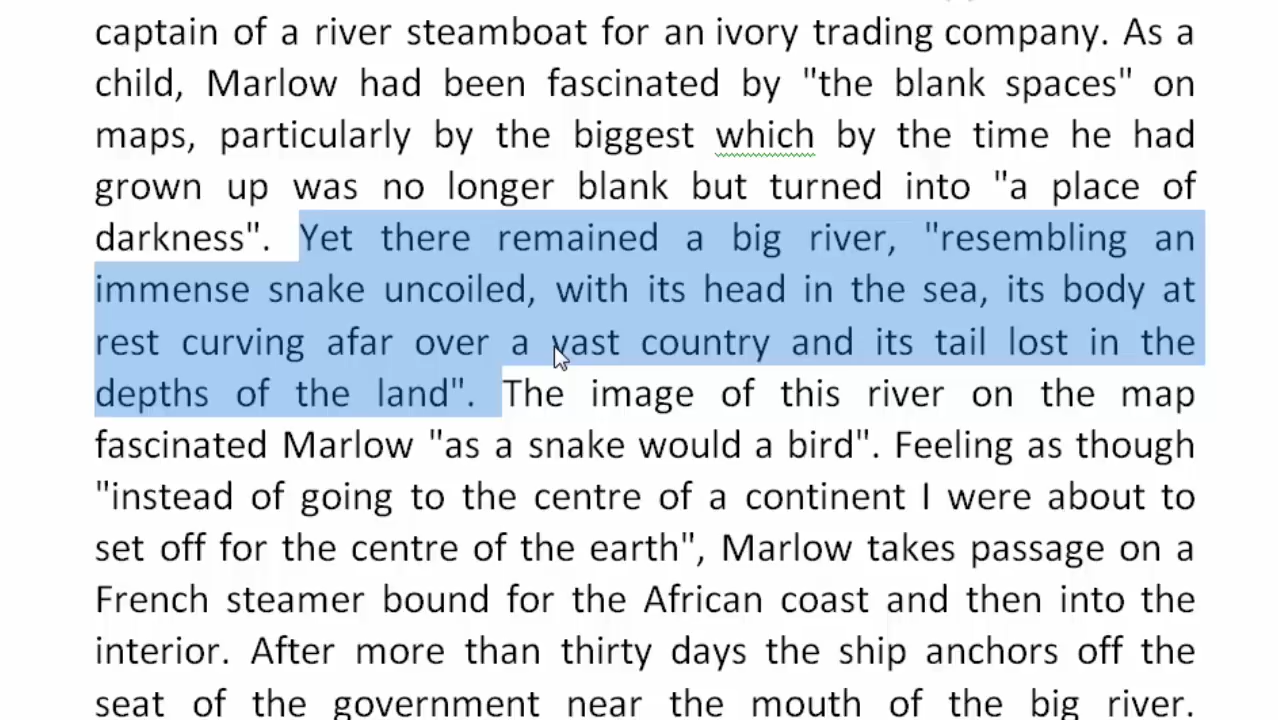 captain of a river steamboat for an ivory trading company. As a
child, Marlow had been fascinated by "the blank spaces" on
maps, particularly by the biggest which by the time he had
grown up was no longer blank but turned into "a place of
darkness". Yet there remained a big river, "resembling an
immense snake uncoiled, with its head in the sea, its body at
rest curving afar over a vast country and its tail lost in the
depths of the land". The image of this river on the map
fascinated Marlow "as a snake would a bird". Feeling as though
"instead of going to the centre of a continent I were about to
set off for the centre of the earth", Marlow takes passage on a
French steamer bound for the African coast and then into the
interior. After more than thirty days the ship anchors off the
seat of the government near the mouth of the big river.